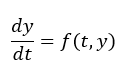 dy/dt = f(t, y)